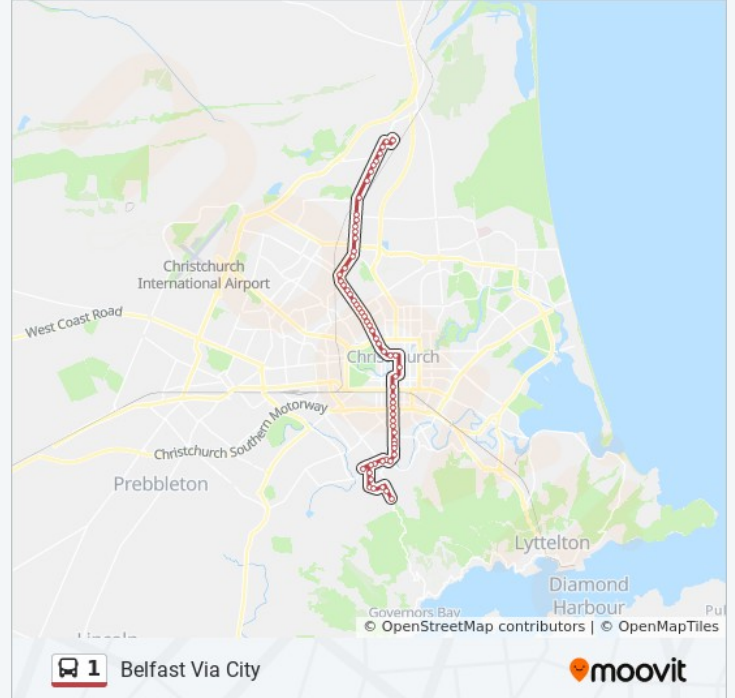 Christchurch
International Airport
West Coast Road
Christchurch Southern Motorway
Prebbleton
Lyttelton
Diamond
Harbour
Governors Bay
© OpenStreetMap contributors | © OpenMapTiles
1 Belfast Via City
moovit